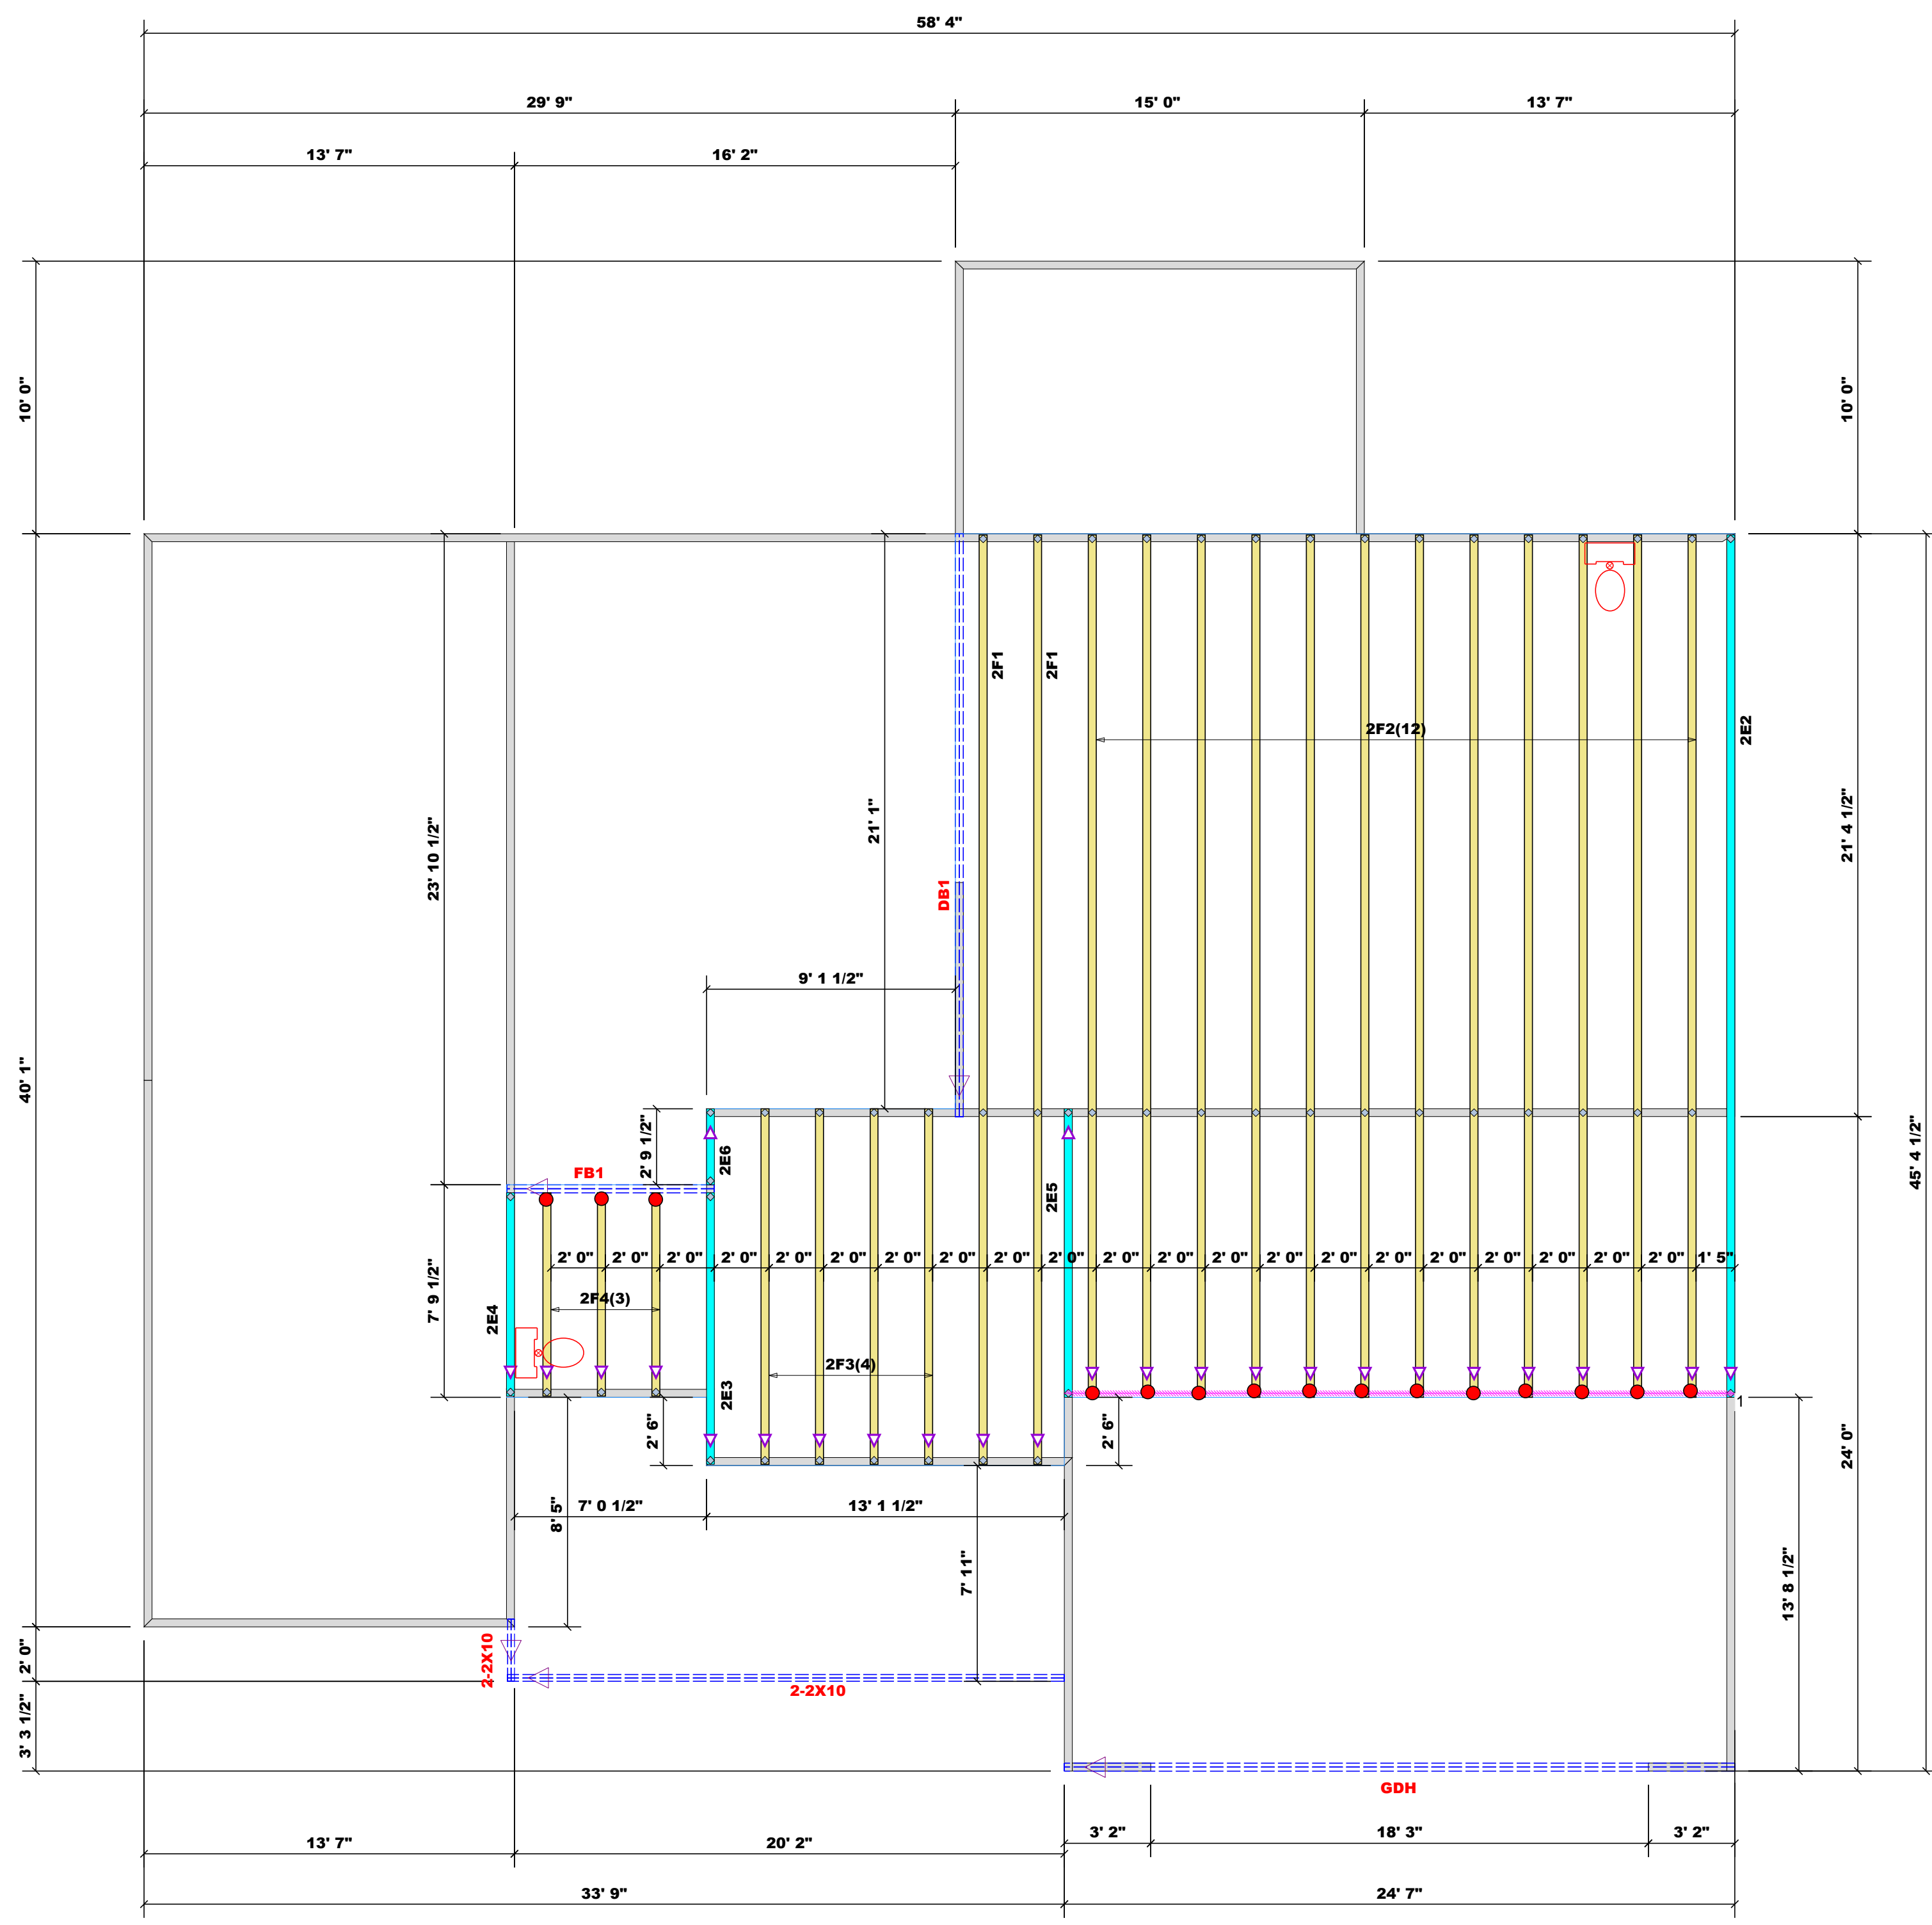 58' 4"
29' 9"
15' 0"
13' 7"
13' 7"
16' 2"
10' 0"
10' 0"
2F1
2F1
2F2(12)
2E2
21' 1"
23' 10 1/2"
21' 4 1/2"
DB1
9' 1 1/2"
40' 1"
45' 4 1/2"
2' 9 1/2"
2E6
FB1
2E5
2' 0" 2' 0" 2' 0" 2' 0" 2' 0" 2' 0" 2' 0" 2' 0" 2' 0" 2' 0" 2' 0" 2' 0" 2' 0" 2' 0" 2' 0" 2' 0" 2' 0" 2' 0" 2' 0" 2' 0" 2' 0" 1' 5"
7' 9 1/2"
2F4(3)
2E4
2F3(4)
2E3
1
2' 6"
2' 6"
24' 0"
7' 0 1/2"
13' 1 1/2"
8' 5"
7' 11"
13' 8 1/2"
2' 0"
2-2X10
2-2X10
3' 3 1/2"
GDH
3' 2"
18' 3"
3' 2"
13' 7"
20' 2"
33' 9"
24' 7"